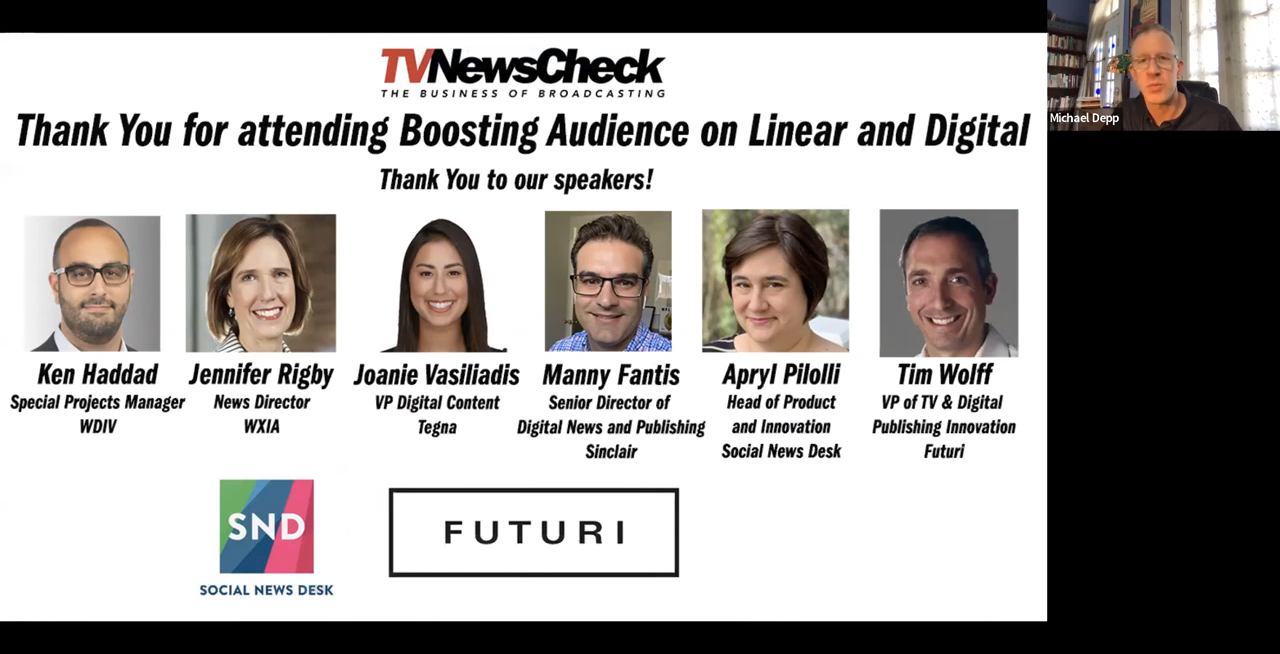 TVNewsCheck
THE BUSINESS OF BROADCASTING
Thank You for attending Boosting Audience on Linear and Digital
Thank You to our speakers!
Ken Haddad
Special Projects Manager
WDIV
Jennifer Rigby
News Director
WXIA
Joanie Vasiliadis
VP Digital Content
Tegna
Manny Fantis
Senior Director of
Digital News and Publishing
Sinclair
Apryl Pilolli
Head of Product
and Innovation
Social News Desk
Tim Wolff
VP of TV & Digital
Publishing Innovation
Futuri
SND
SOCIAL NEWS DESK
FUTURI
Michael Depp